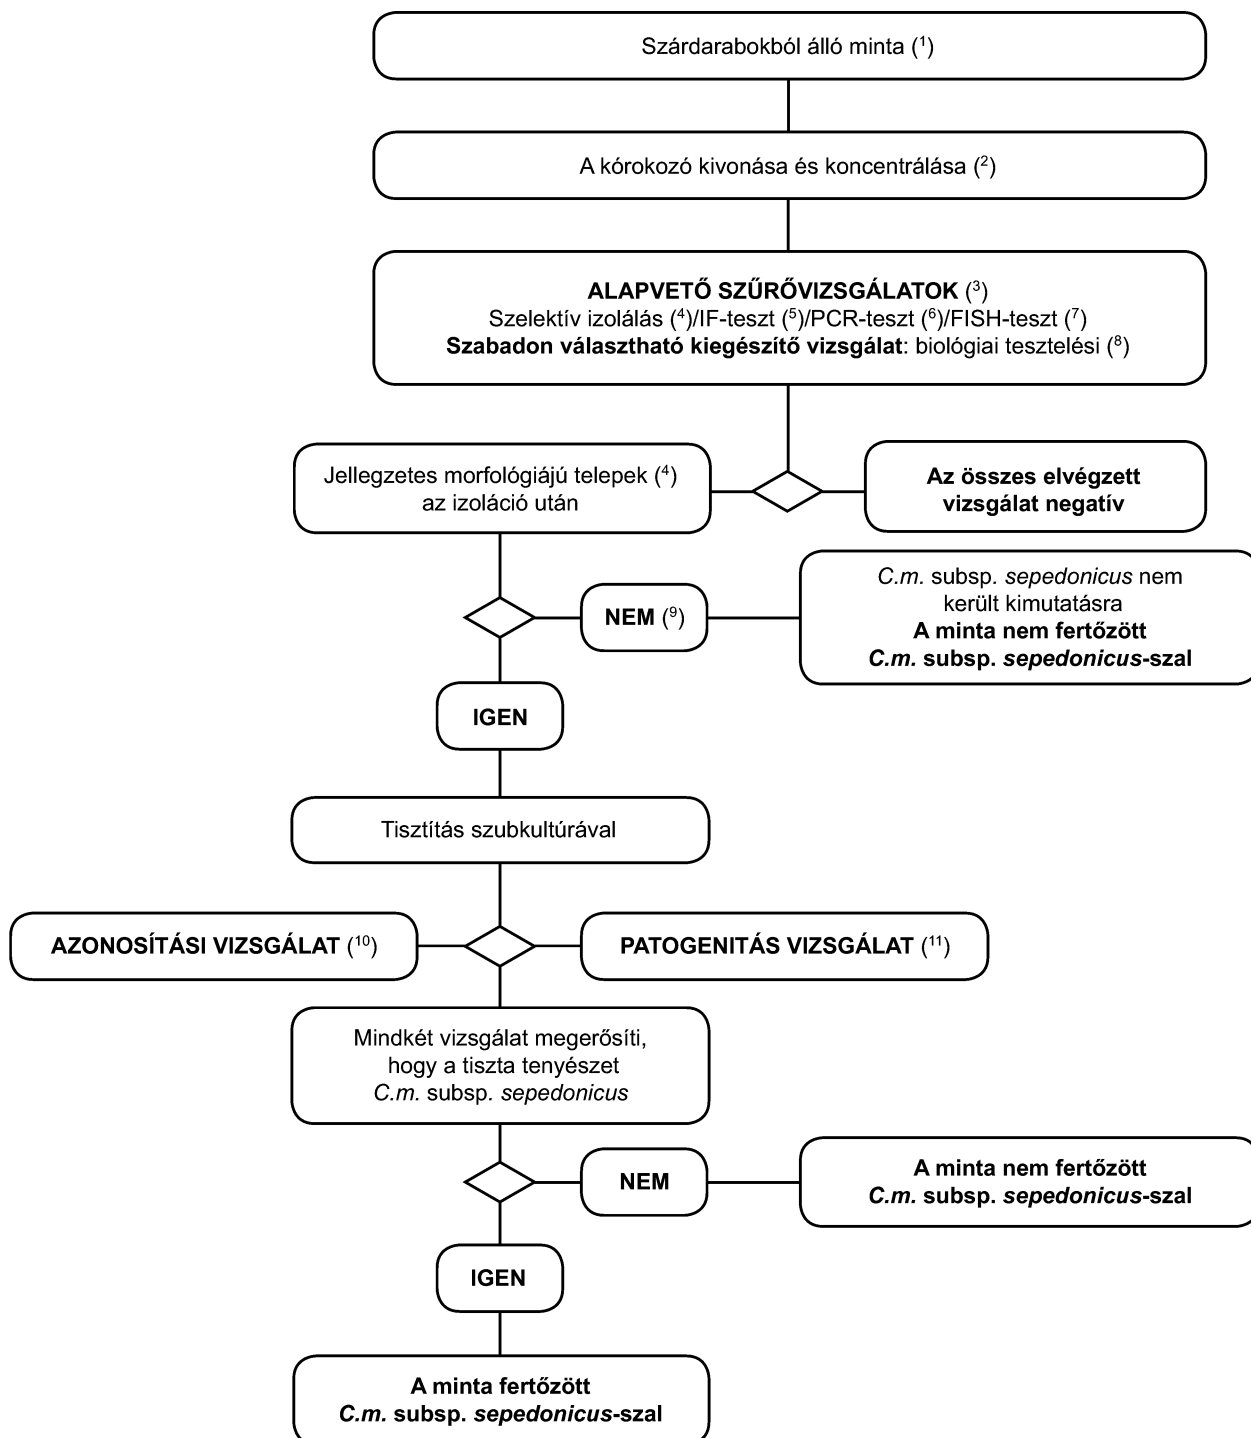 Szárdarabokból álló minta (¹)
A kórokozó kivonása és koncentrálása (²)
ALAPVETŐ SZŰRŐVIZSGÁLATOK (³)
Szelektív izolálás (⁴)/IF-teszt (⁵)/PCR-teszt (⁶)/FISH-teszt (⁷)
Szabadon választható kiegészítő vizsgálat: biológiai tesztelési (⁸)
Jellegzetes morfológiájú telepek (⁴)
az izoláció után
Az összes elvégzett
vizsgálat negatív
NEM (⁹)
C.m. subsp. sepedonicus nem
került kimutatásra
A minta nem fertőzött
C.m. subsp. sepedonicus-szal
IGEN
Tisztítás szubkultúrával
AZONOSÍTÁSI VIZSGÁLAT (¹⁰)
PATOGENITÁS VIZSGÁLAT (¹¹)
Mindkét vizsgálat megerősíti,
hogy a tiszta tenyészet
C.m. subsp. sepedonicus
NEM
A minta nem fertőzött
C.m. subsp. sepedonicus-szal
IGEN
A minta fertőzött
C.m. subsp. sepedonicus-szal